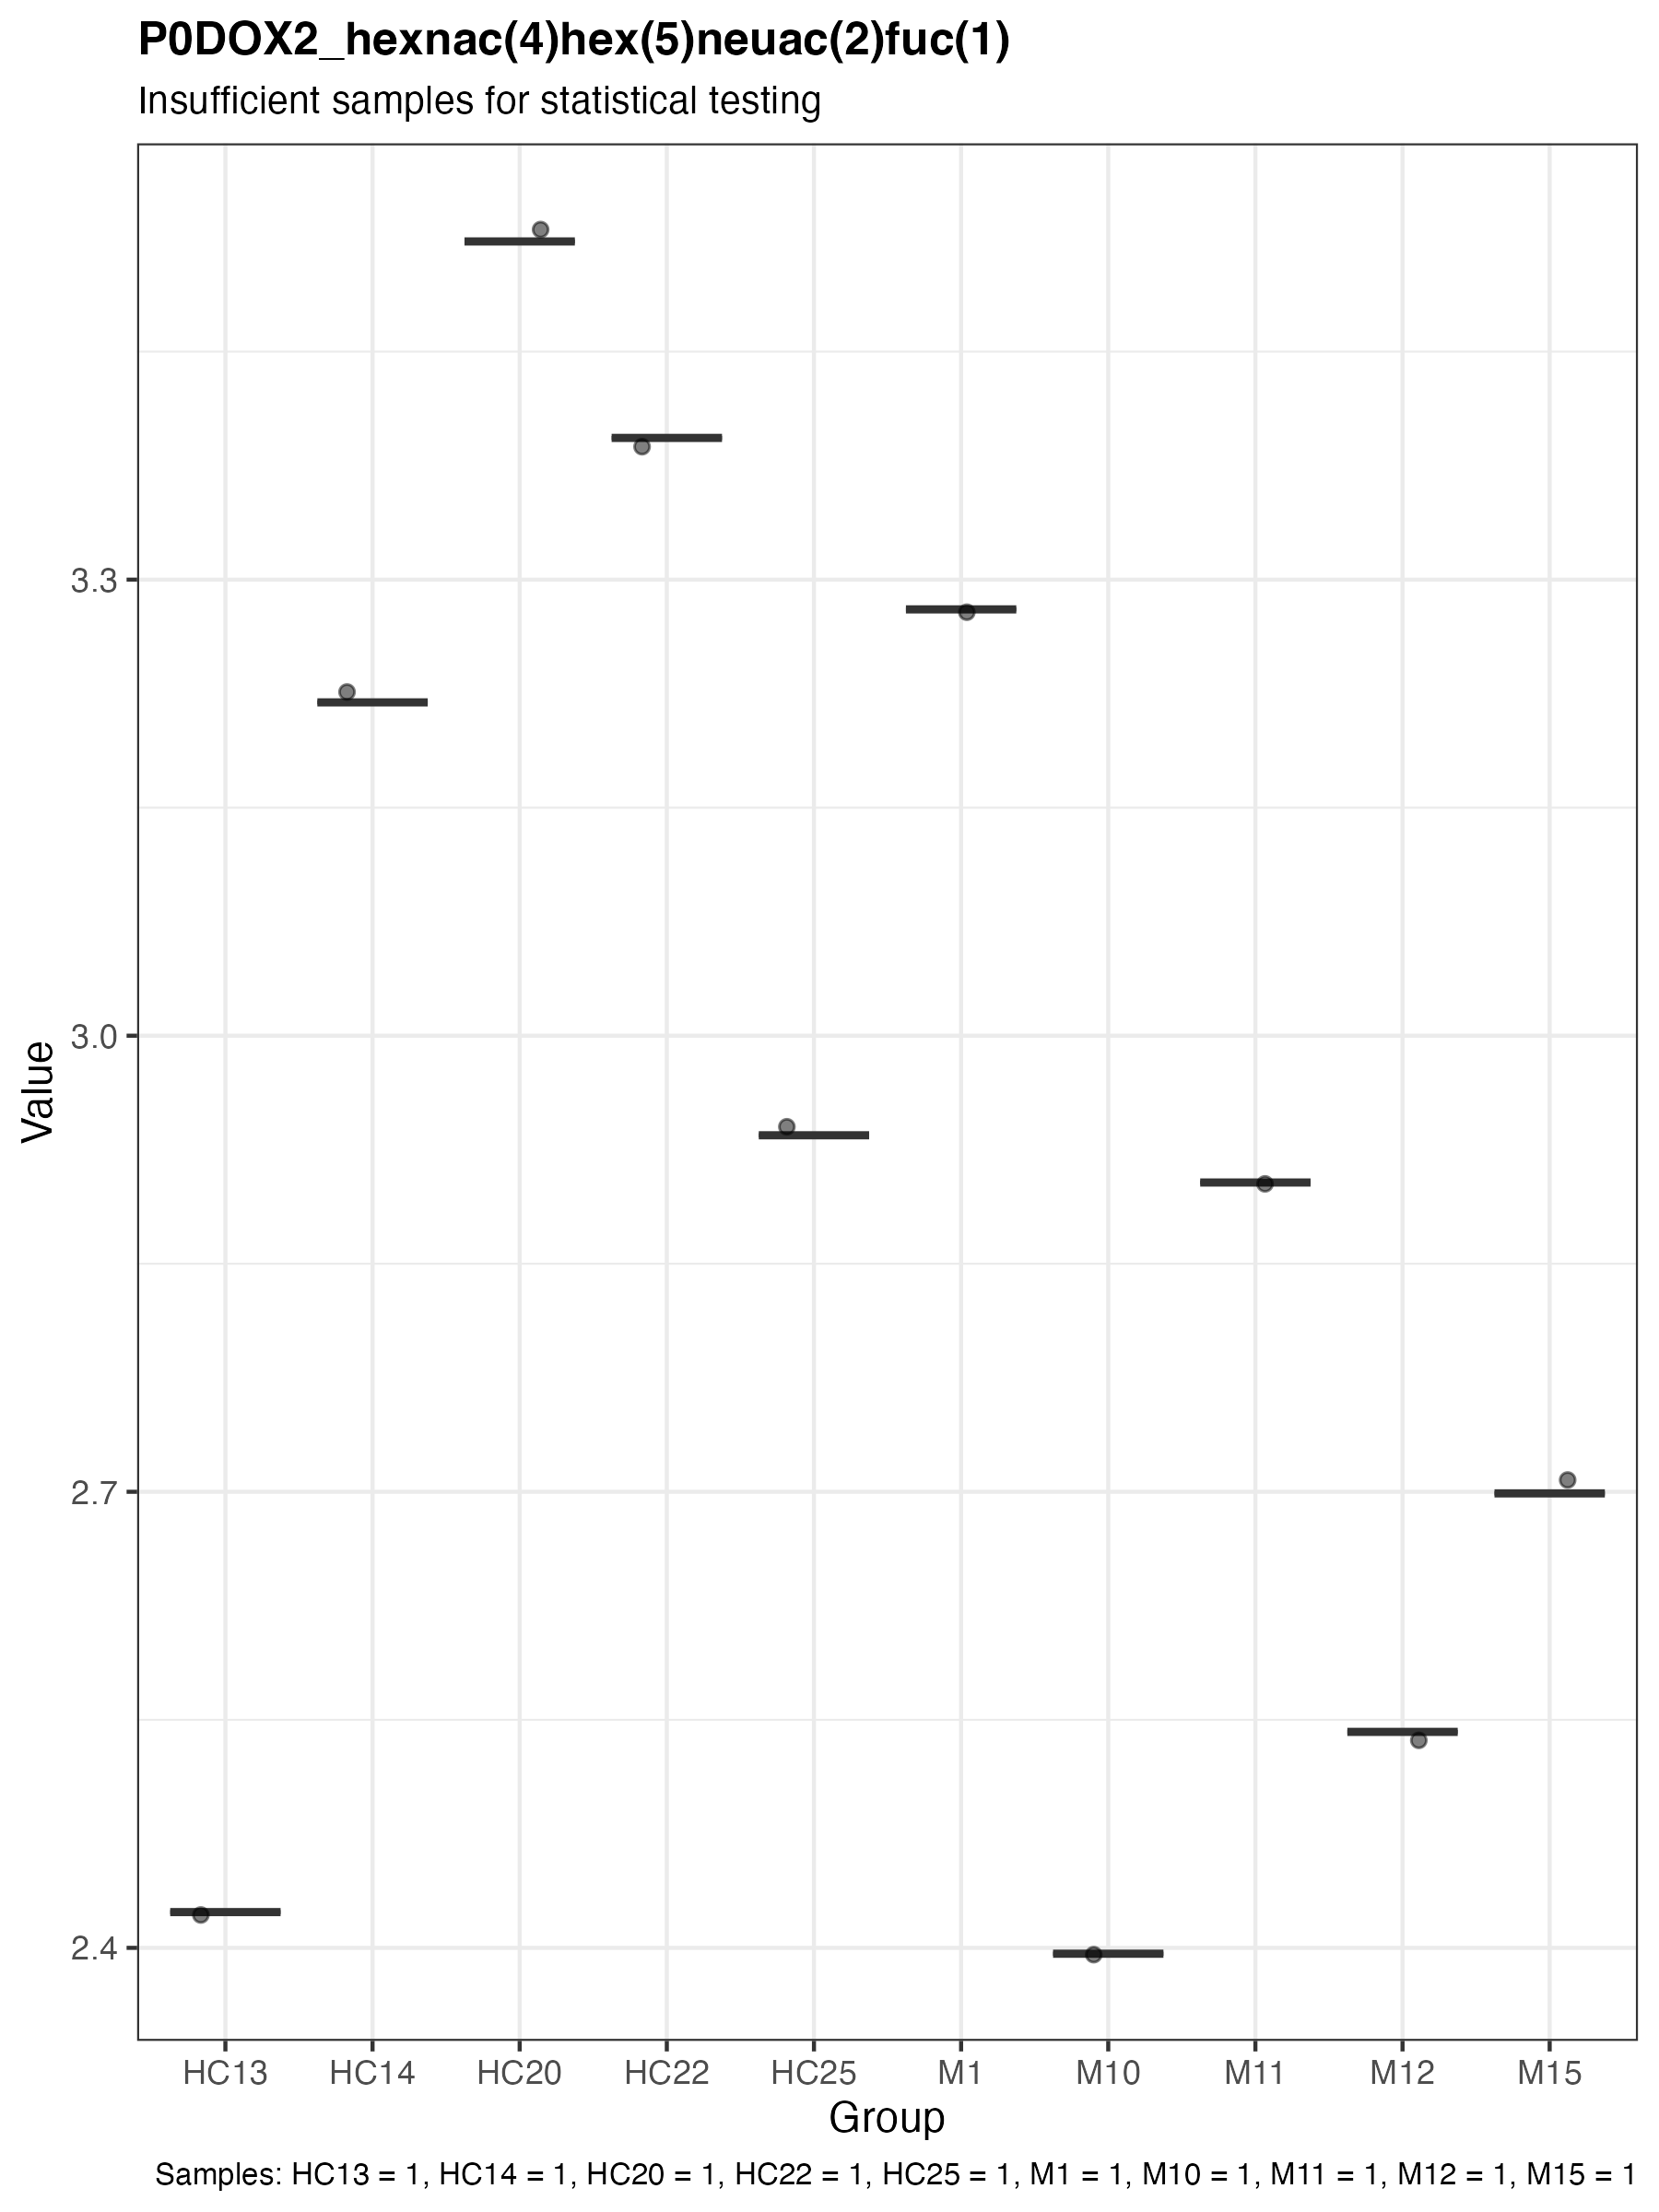 P0DOX2_hexnac(4)hex(5)neuac(2)fuc(1)
Insufficient samples for statistical testing
3.3
3.0
2.7
2.4
Value
HC13 HC14 HC20 HC22 HC25 M1 M10 M11 M12 M15
Group
Samples: HC13 = 1, HC14 = 1, HC20 = 1, HC22 = 1, HC25 = 1, M1 = 1, M10 = 1, M11 = 1, M12 = 1, M15 = 1